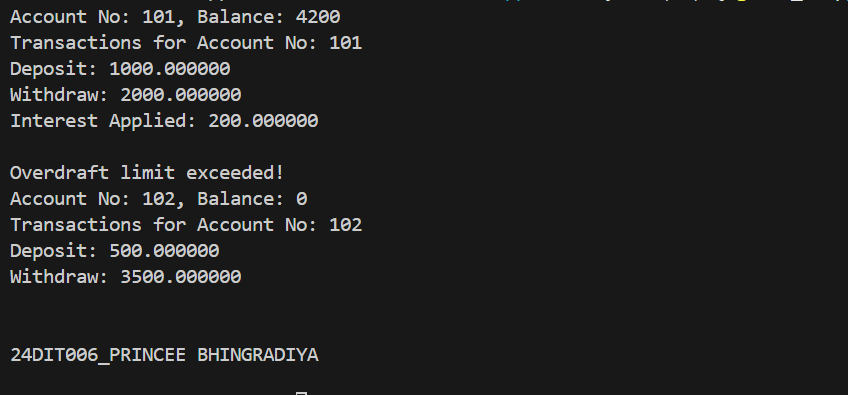 Account No: 101, Balance: 4200
Transactions for Account No: 101
Deposit: 1000.000000
Withdraw: 2000.000000
Interest Applied: 200.000000
Overdraft limit exceeded!
Account No: 102, Balance: 0
Transactions for Account No: 102
Deposit: 500.000000
Withdraw: 3500.000000
24DIT006_PRINCEE BHINGRADIYA